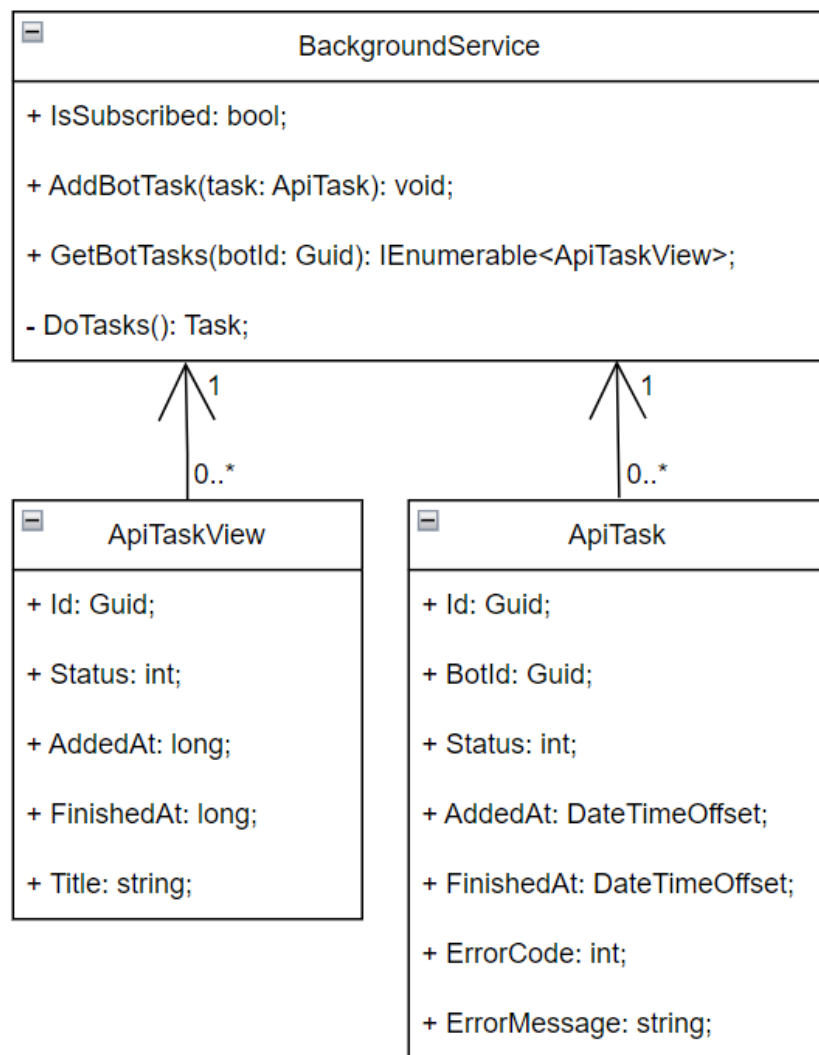 BackgroundService
+ IsSubscribed: bool;
+ AddBotTask(task: ApiTask): void;
+ GetBotTasks(botId: Guid): IEnumerable<ApiTaskView>;
- DoTasks(): Task;
1
1
0..*
0..*
ApiTaskView
+ Id: Guid;
+ Status: int;
+ AddedAt: long;
+ FinishedAt: long;
+ Title: string;
ApiTask
+ Id: Guid;
+ BotId: Guid;
+ Status: int;
+ AddedAt: DateTimeOffset;
+ FinishedAt: DateTimeOffset;
+ ErrorCode: int;
+ ErrorMessage: string;